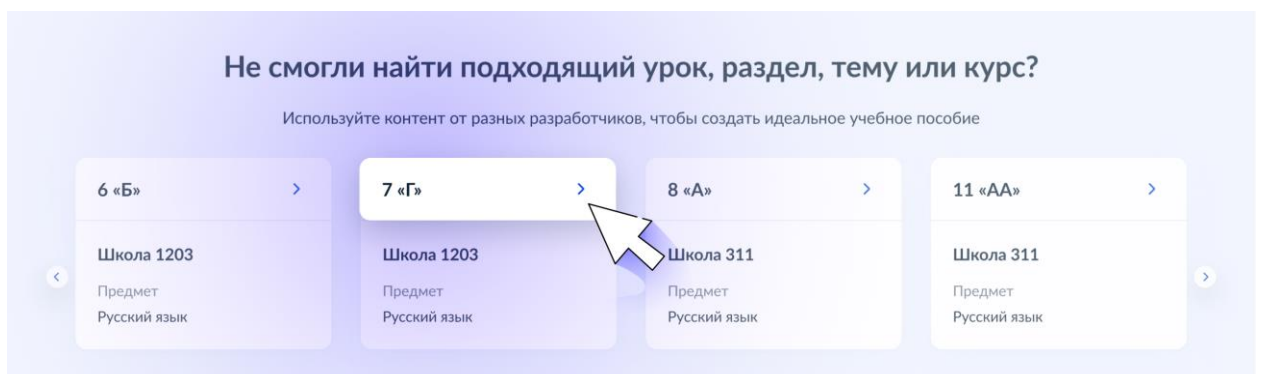 Не смогли найти подходящий урок, раздел, тему или курс?
Используйте контент от разных разработчиков, чтобы создать идеальное учебное пособие
6 «Б»
Школа 1203
Предмет
Русский язык
7 «Г»
Школа 1203
Предмет
Русский язык
8 «А»
Школа 311
Предмет
Русский язык
11 «АА»
Школа 311
Предмет
Русский язык